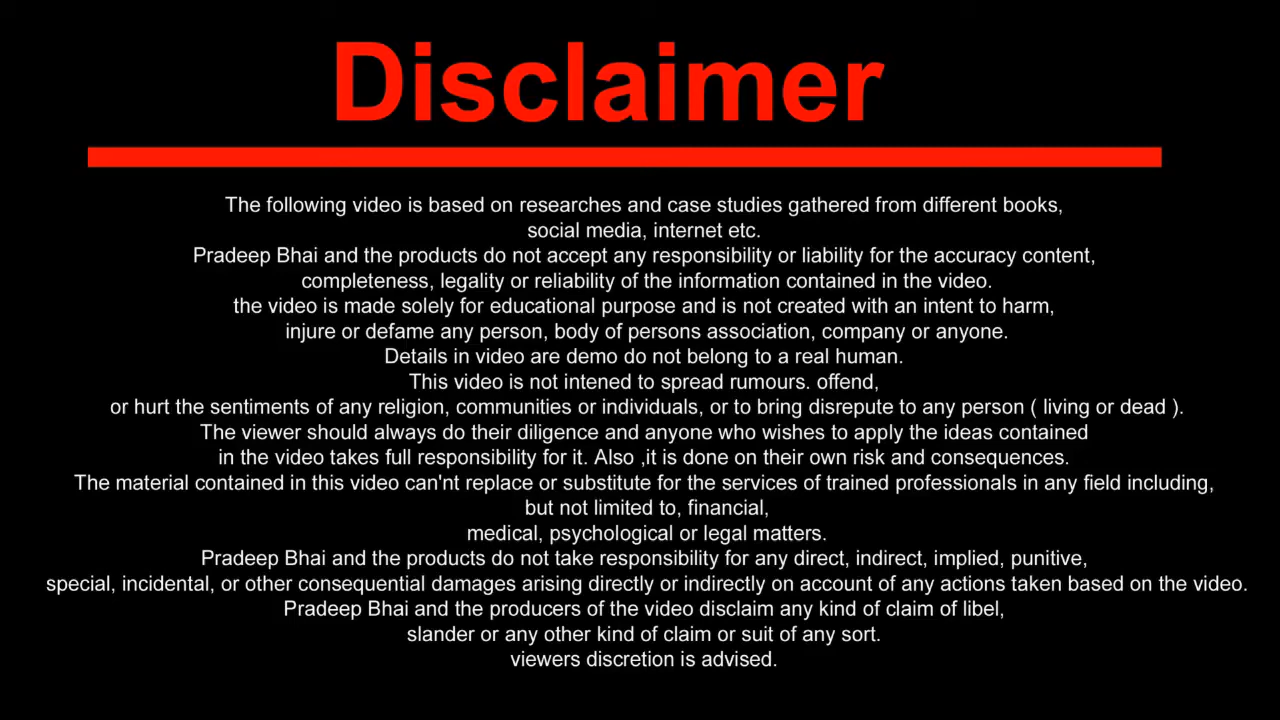 Disclaimer
The following video is based on researches and case studies gathered from different books,
social media, internet etc.
Pradeep Bhai and the products do not accept any responsibility or liability for the accuracy content,
completeness, legality or reliability of the information contained in the video.
the video is made solely for educational purpose and is not created with an intent to harm,
injure or defame any person, body of persons association, company or anyone.
Details in video are demo do not belong to a real human.
This video is not intened to spread rumours. offend,
or hurt the sentiments of any religion, communities or individuals, or to bring disrepute to any person ( living or dead ).
The viewer should always do their diligence and anyone who wishes to apply the ideas contained
in the video takes full responsibility for it. Also ,it is done on their own risk and consequences.
The material contained in this video can'nt replace or substitute for the services of trained professionals in any field including,
but not limited to, financial,
medical, psychological or legal matters.
Pradeep Bhai and the products do not take responsibility for any direct, indirect, implied, punitive,
special, incidental, or other consequential damages arising directly or indirectly on account of any actions taken based on the video.
Pradeep Bhai and the producers of the video disclaim any kind of claim of libel,
slander or any other kind of claim or suit of any sort.
viewers discretion is advised.